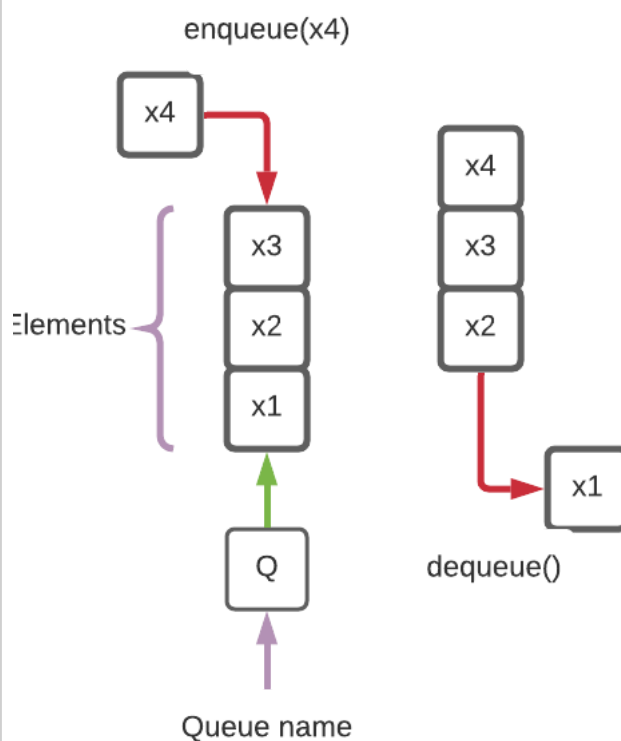 enqueue(x4)
x4
x3
x2
x1
Elements
Q
Queue name
x4
x3
x2
x1
dequeue()